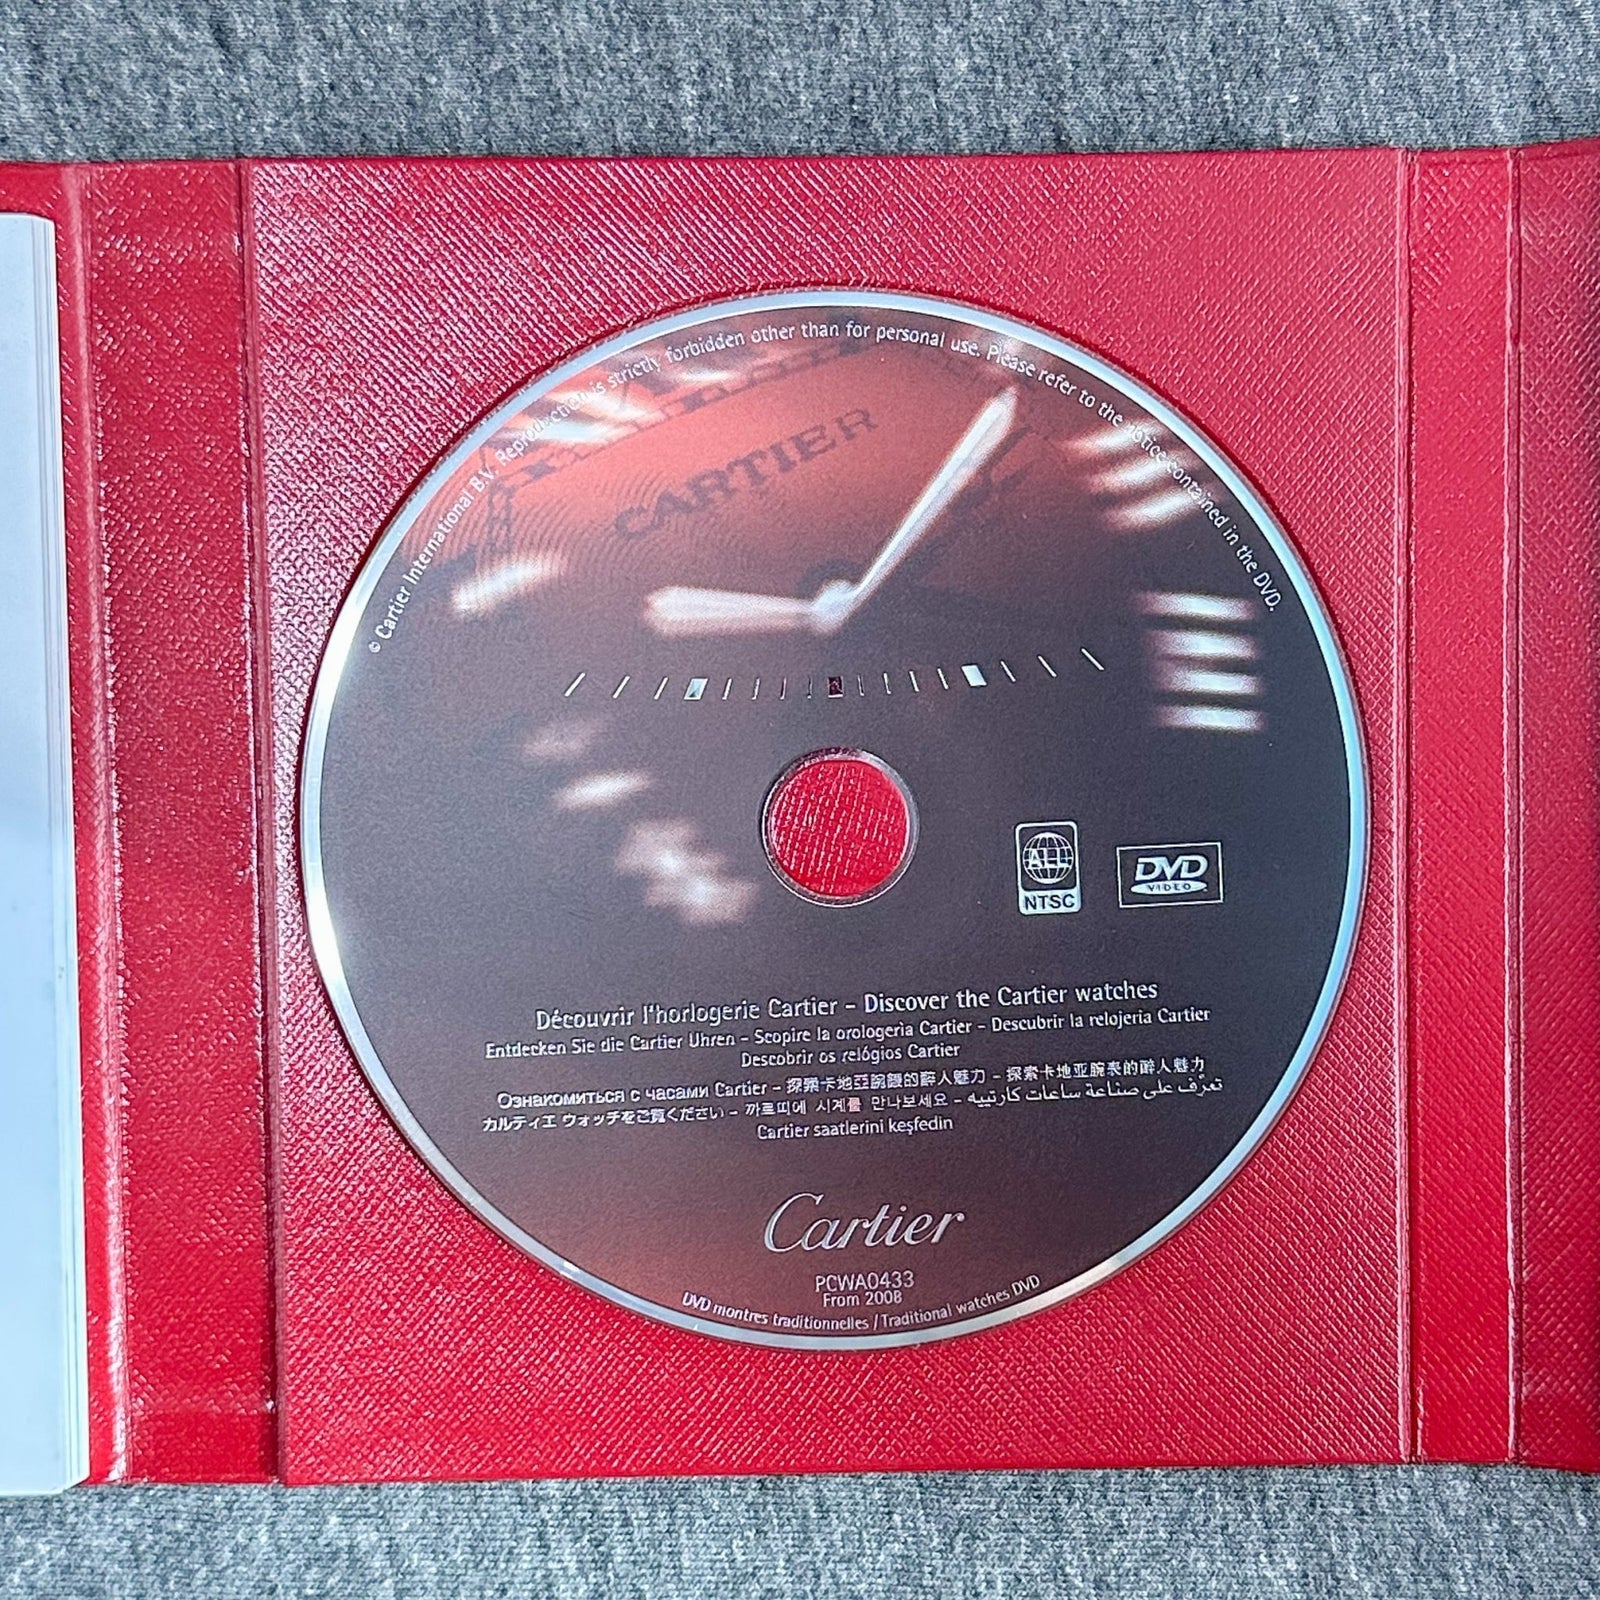 © Cartier International B.V. Reproduction is strictly forbidden other than for personal use. Please refer to the notice contained in the DVD.
CARTIER
ALL
NTSC
DVD
VIDEO
Découvrir l'horlogerie Cartier – Discover the Cartier watches
Entdecken Sie die Cartier Uhren – Scopire la orologeria Cartier – Descubrir la relojería Cartier
Descobrir os relógios Cartier
Ознакомиться с часами Cartier – 探索卡地亞腕錶的醉人魅力 – 探索卡地亚腕表的醉人魅力
カルティエ ウォッチをご覧ください – 까르띠에 시계를 만나보세요 – تعرّف على صناعة ساعات كارتييه
Cartier saatlerini keşfedin
Cartier
PCWA0433
From 2008
DVD montres traditionnelles / Traditional watches DVD